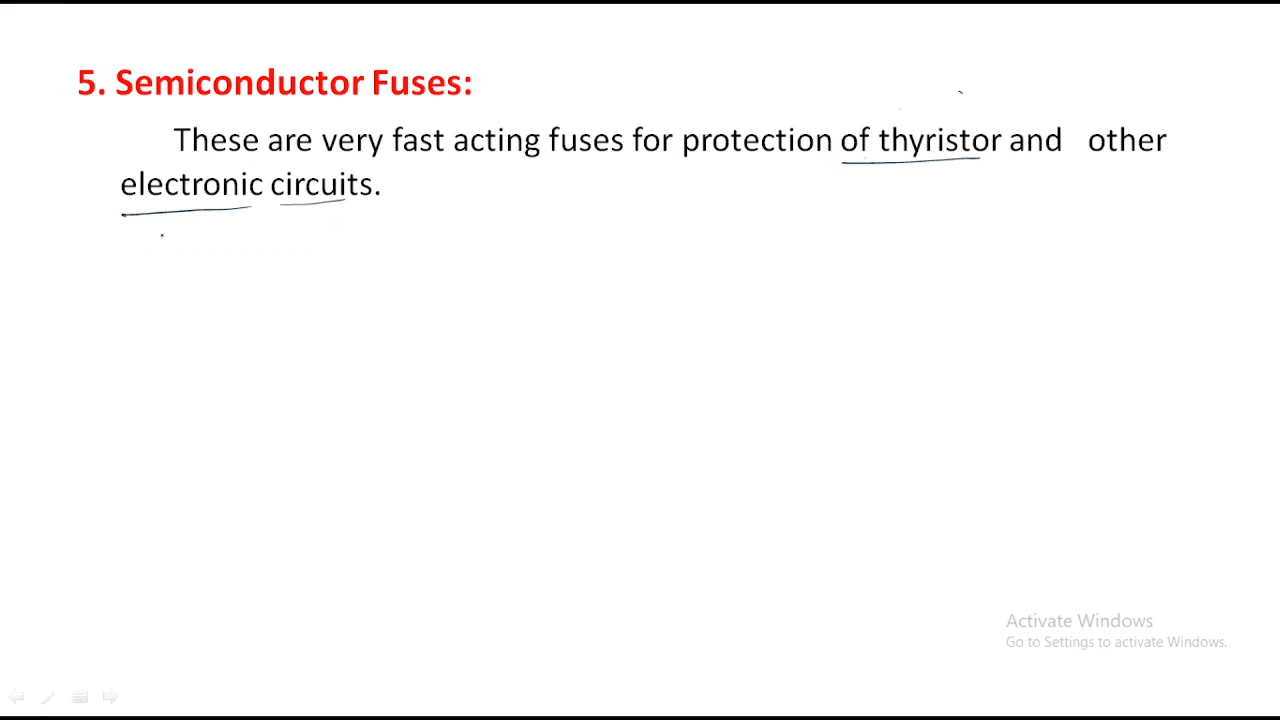 5. Semiconductor Fuses:
These are very fast acting fuses for protection of thyristor and other
electronic circuits.
Activate Windows
Go to Settings to activate Windows.